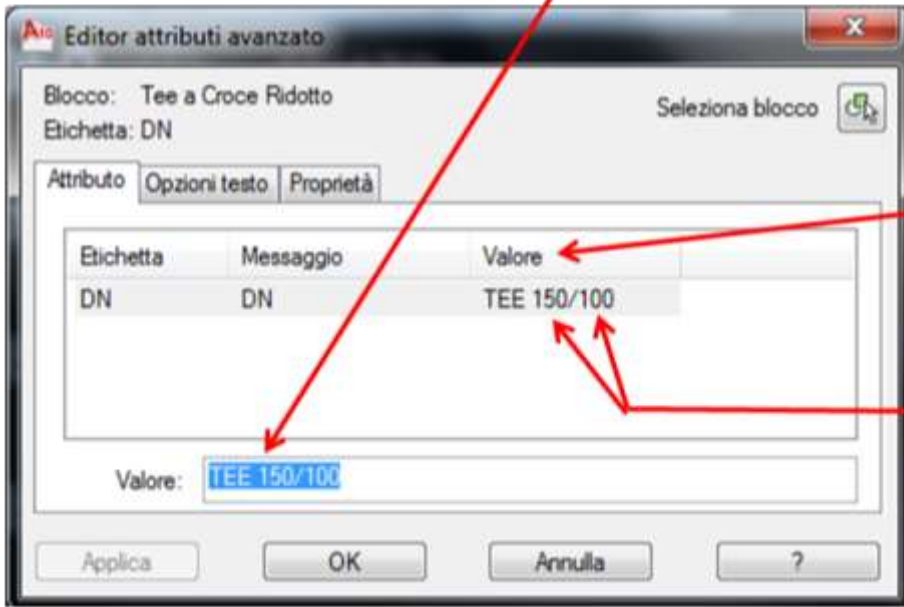 Editor attributi avanzato
Blocco: Tee a Croce Ridotto
Seleziona blocco
Etichetta: DN
Attributo Opzioni testo Proprietà
Etichetta Messaggio Valore
DN DN TEE 150/100
Valore: TEE 150/100
Applica OK Annulla ?